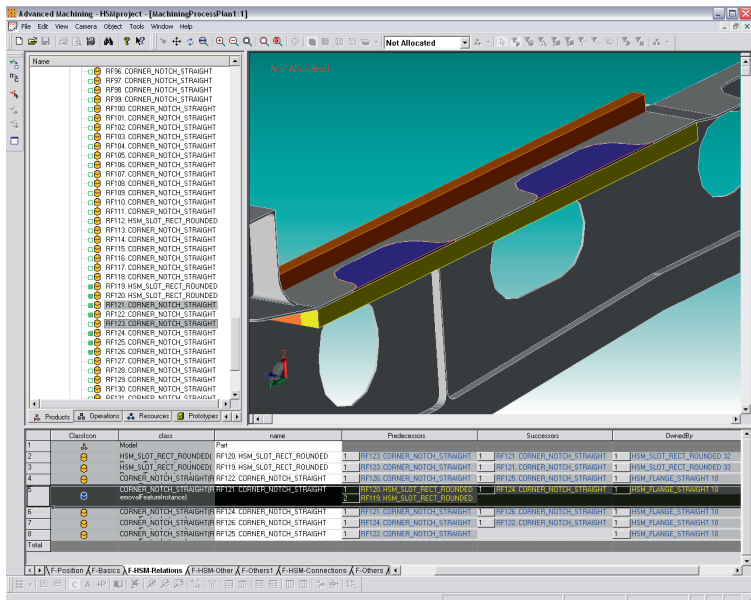 Advanced Machining - HSMproject - [MachiningProcessPlan1:1]
File Edit View Camera Object Tools Window Help
Not Allocated
Name
Not Allocated
RF96. CORNER_NOTCH_STRAIGHT
RF97. CORNER_NOTCH_STRAIGHT
RF98. CORNER_NOTCH_STRAIGHT
RF99. CORNER_NOTCH_STRAIGHT
RF100. CORNER_NOTCH_STRAIGHT
RF101. CORNER_NOTCH_STRAIGHT
RF102. CORNER_NOTCH_STRAIGHT
RF103. CORNER_NOTCH_STRAIGHT
RF104. CORNER_NOTCH_STRAIGHT
RF105. CORNER_NOTCH_STRAIGHT
RF106. CORNER_NOTCH_STRAIGHT
RF107. CORNER_NOTCH_STRAIGHT
RF108. CORNER_NOTCH_STRAIGHT
RF109. CORNER_NOTCH_STRAIGHT
RF110. CORNER_NOTCH_STRAIGHT
RF111. CORNER_NOTCH_STRAIGHT
RF112. HSM_SLOT_RECT_ROUNDED
RF113. CORNER_NOTCH_STRAIGHT
RF114. CORNER_NOTCH_STRAIGHT
RF115. CORNER_NOTCH_STRAIGHT
RF116. CORNER_NOTCH_STRAIGHT
RF117. CORNER_NOTCH_STRAIGHT
RF118. CORNER_NOTCH_STRAIGHT
RF119. HSM_SLOT_RECT_ROUNDED
RF120. HSM_SLOT_RECT_ROUNDED
RF121. CORNER_NOTCH_STRAIGHT
RF122. CORNER_NOTCH_STRAIGHT
RF123. CORNER_NOTCH_STRAIGHT
RF124. CORNER_NOTCH_STRAIGHT
RF125. CORNER_NOTCH_STRAIGHT
RF126. CORNER_NOTCH_STRAIGHT
RF127. CORNER_NOTCH_STRAIGHT
RF128. CORNER_NOTCH_STRAIGHT
RF129. CORNER_NOTCH_STRAIGHT
RF130. CORNER_NOTCH_STRAIGHT
RF131. CORNER_NOTCH_STRAIGHT
Z
Products Operations Resources Prototypes
ClassIcon class name Predecessors Successors OwnedBy
1 Model Part
2 HSM_SLOT_RECT_ROUNDED( RF120. HSM_SLOT_RECT_ROUNDED 1 RF123. CORNER_NOTCH_STRAIGHT 1 RF121. CORNER_NOTCH_STRAIGHT 1 HSM_SLOT_RECT_ROUNDED 32
3 HSM_SLOT_RECT_ROUNDED( RF119. HSM_SLOT_RECT_ROUNDED 1 RF123. CORNER_NOTCH_STRAIGHT 1 RF121. CORNER_NOTCH_STRAIGHT 1 HSM_SLOT_RECT_ROUNDED 33
4 CORNER_NOTCH_STRAIGHT(R RF122. CORNER_NOTCH_STRAIGHT 1 RF126. CORNER_NOTCH_STRAIGHT 1 RF125. CORNER_NOTCH_STRAIGHT 1 HSM_FLANGE_STRAIGHT 10
5 CORNER_NOTCH_STRAIGHT(R RF121. CORNER_NOTCH_STRAIGHT 1 RF120. HSM_SLOT_RECT_ROUNDED 1 RF124. CORNER_NOTCH_STRAIGHT 1 HSM_FLANGE_STRAIGHT 10
emovalFeatureInstance) 2 RF119. HSM_SLOT_RECT_ROUNDED
6 CORNER_NOTCH_STRAIGHT(R RF124. CORNER_NOTCH_STRAIGHT 1 RF121. CORNER_NOTCH_STRAIGHT 1 RF126. CORNER_NOTCH_STRAIGHT 1 HSM_FLANGE_STRAIGHT 10
7 CORNER_NOTCH_STRAIGHT(R RF126. CORNER_NOTCH_STRAIGHT 1 RF124. CORNER_NOTCH_STRAIGHT 1 RF122. CORNER_NOTCH_STRAIGHT 1 HSM_FLANGE_STRAIGHT 10
8 CORNER_NOTCH_STRAIGHT(R RF125. CORNER_NOTCH_STRAIGHT 1 RF122. CORNER_NOTCH_STRAIGHT 1 HSM_FLANGE_STRAIGHT 10
Total
F-Position F-Basics F-HSM-Relations F-HSM-Other F-Others1 F-HSM-Connections F-Others
C A +P